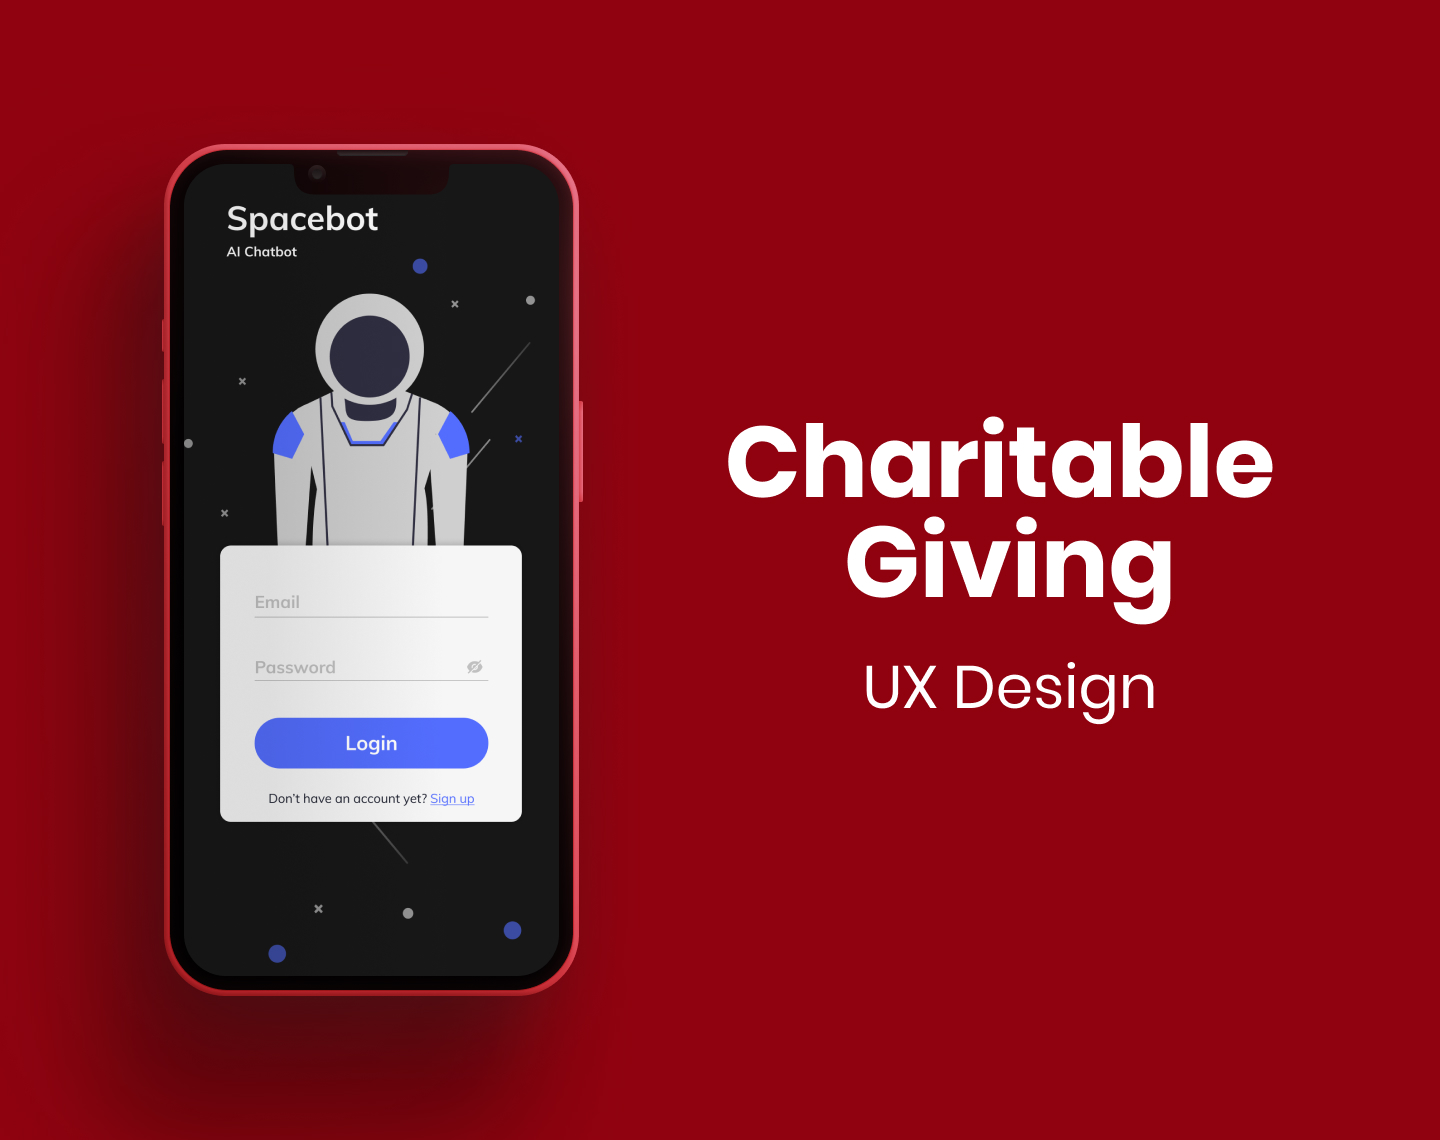 Spacebot
AI Chatbot
Email
Password
Login
Don't have an account yet? Sign up
Charitable
Giving
UX Design